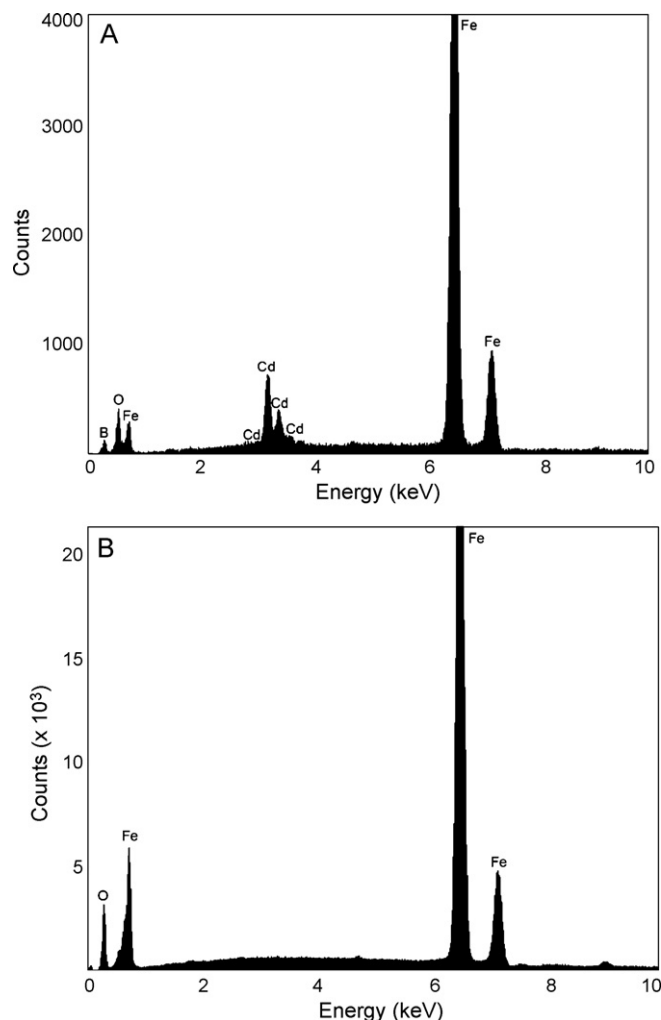 A
4000
3000
2000
1000
Counts
Fe
Fe
Cd
Cd
Cd
Cd
O
Fe
B
0 2 4 6 8 10
Energy (keV)
B
20
15
10
5
Counts (x 10³)
Fe
Fe
O
Fe
0 2 4 6 8 10
Energy (keV)